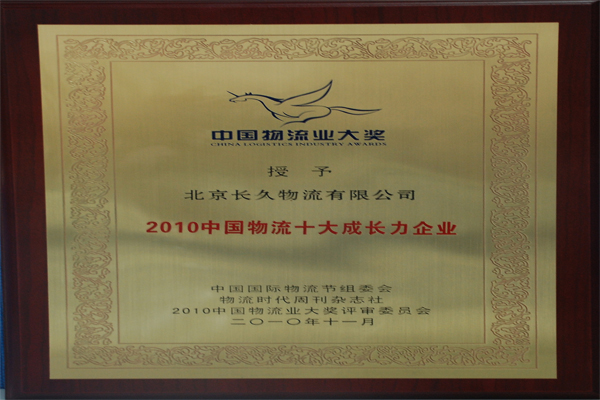 中国物流业大奖
CHINA LOGISTICS INDUSTRY AWARDS
授 予
北京长久物流有限公司
2010中国物流十大成长力企业
中国国际物流节组委会
物流时代周刊杂志社
2010中国物流业大奖评审委员会
二〇一〇年十一月